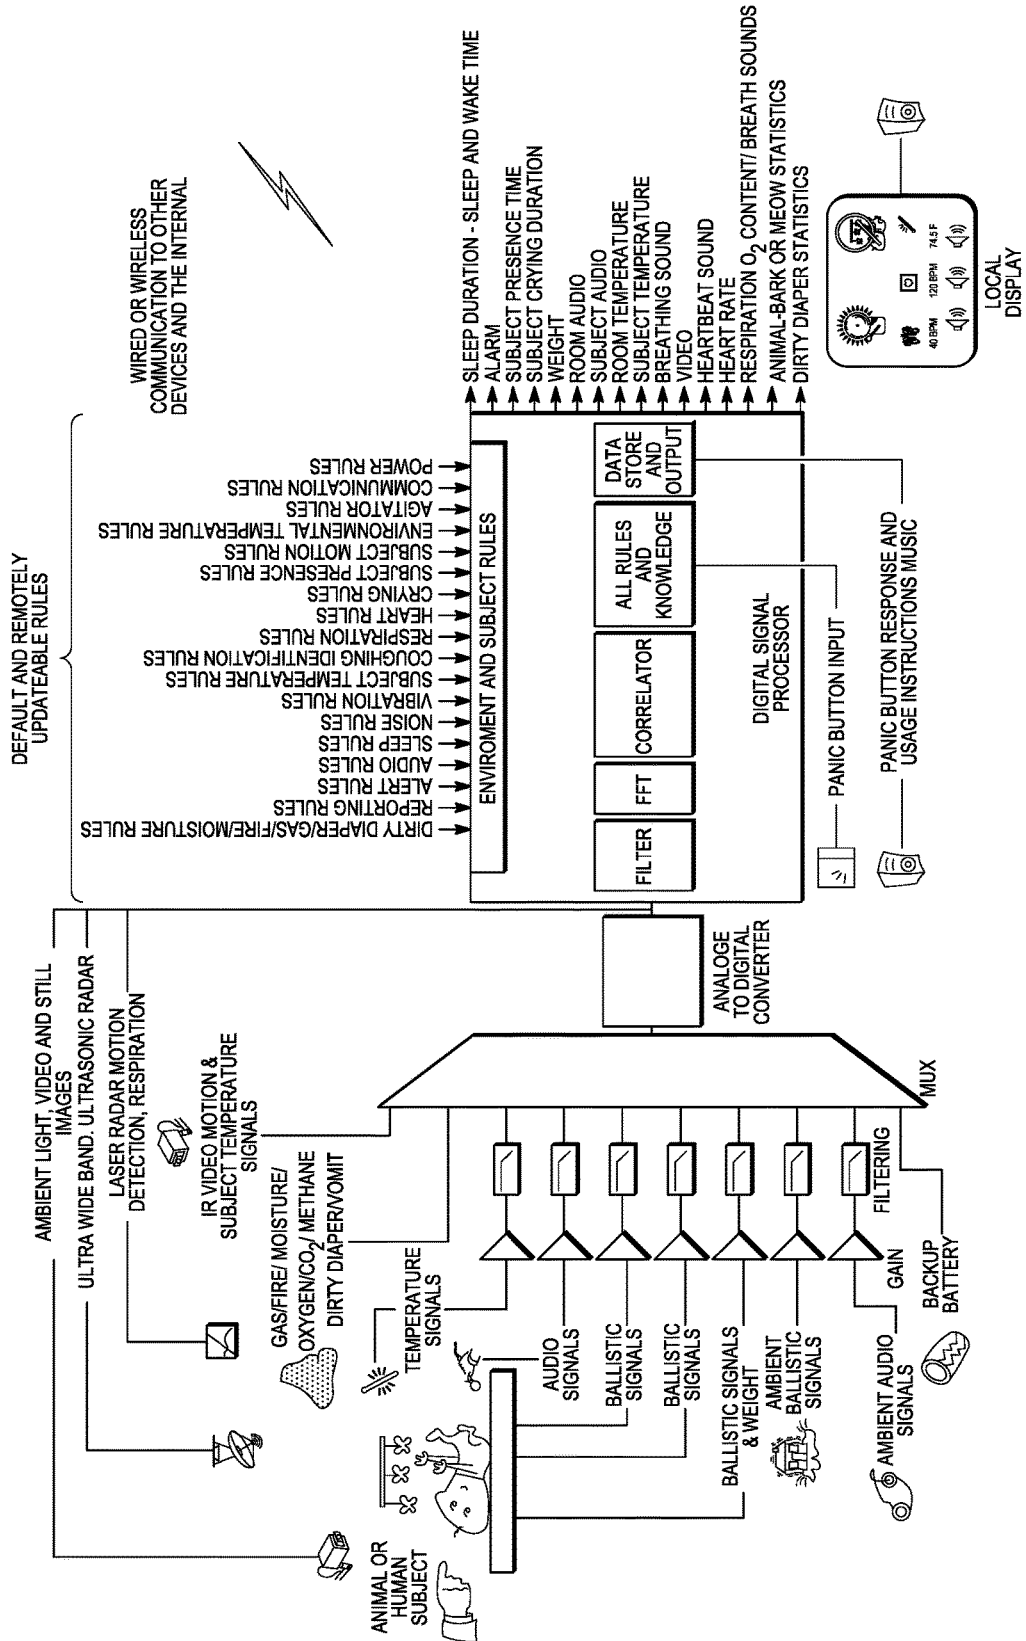 DEFAULT AND REMOTELY
UPDATEABLE RULES
WIRED OR WIRELESS
COMMUNICATION TO OTHER
DEVICES AND THE INTERNAL
AMBIENT LIGHT, VIDEO AND STILL
IMAGES
ULTRA WIDE BAND. ULTRASONIC RADAR
LASER RADAR MOTION
DETECTION, RESPIRATION
IR VIDEO MOTION &
SUBJECT TEMPERATURE
SIGNALS
GAS/FIRE/ MOISTURE/
OXYGEN/CO2/ METHANE
DIRTY DIAPER/VOMIT
TEMPERATURE
SIGNALS
ANIMAL OR
HUMAN
SUBJECT
AUDIO
SIGNALS
BALLISTIC
SIGNALS
BALLISTIC
SIGNALS
BALLISTIC SIGNALS
& WEIGHT
AMBIENT
BALLISTIC
SIGNALS
AMBIENT AUDIO
SIGNALS
GAIN
FILTERING
BACKUP
BATTERY
MUX
ANALOGE
TO DIGITAL
CONVERTER
DIRTY DIAPER/GAS/FIRE/MOISTURE RULES
REPORTING RULES
ALERT RULES
AUDIO RULES
SLEEP RULES
NOISE RULES
VIBRATION RULES
SUBJECT TEMPERATURE RULES
COUGHING IDENTIFICATION RULES
RESPIRATION RULES
HEART RULES
CRYING RULES
SUBJECT PRESENCE RULES
SUBJECT MOTION RULES
ENVIRONMENTAL TEMPERATURE RULES
AGITATOR RULES
COMMUNICATION RULES
POWER RULES
ENVIROMENT AND SUBJECT RULES
FILTER
FFT
CORRELATOR
ALL RULES
AND
KNOWLEDGE
DATA
STORE
AND
OUTPUT
DIGITAL SIGNAL
PROCESSOR
PANIC BUTTON INPUT
PANIC BUTTON RESPONSE AND
USAGE INSTRUCTIONS MUSIC
SLEEP DURATION - SLEEP AND WAKE TIME
ALARM
SUBJECT PRESENCE TIME
SUBJECT CRYING DURATION
WEIGHT
ROOM AUDIO
SUBJECT AUDIO
ROOM TEMPERATURE
SUBJECT TEMPERATURE
BREATHING SOUND
VIDEO
HEARTBEAT SOUND
HEART RATE
RESPIRATION O2 CONTENT/ BREATH SOUNDS
ANIMAL-BARK OR MEOW STATISTICS
DIRTY DIAPER STATISTICS
40 BPM
120 BPM
74.5 F
LOCAL
DISPLAY